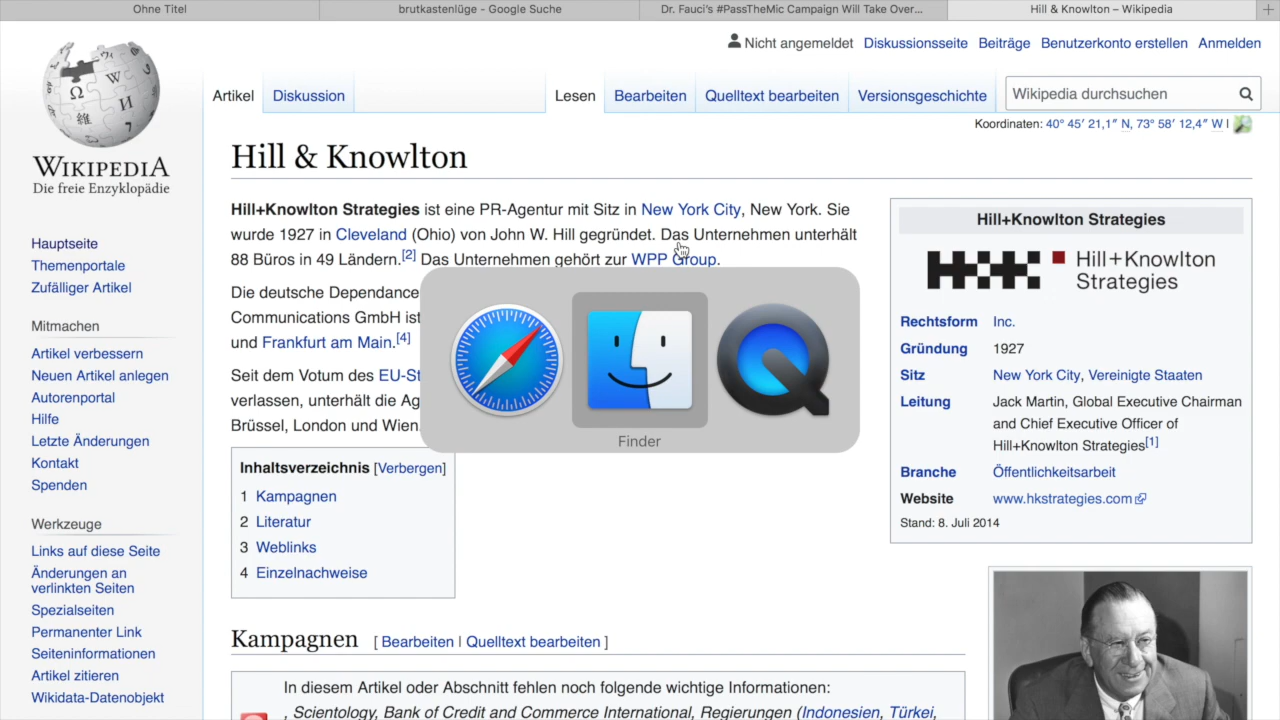 Ohne Titel
brutkastenlüge - Google Suche
Dr. Fauci's #PassTheMic Campaign Will Take Over...
Hill & Knowlton – Wikipedia
Nicht angemeldet Diskussionsseite Beiträge Benutzerkonto erstellen Anmelden
Artikel Diskussion Lesen Bearbeiten Quelltext bearbeiten Versionsgeschichte Wikipedia durchsuchen
Koordinaten: 40° 45′ 21,1″ N, 73° 58′ 12,4″ W |
WIKIPEDIA
Die freie Enzyklopädie
Hauptseite
Themenportale
Zufälliger Artikel
Mitmachen
Artikel verbessern
Neuen Artikel anlegen
Autorenportal
Hilfe
Letzte Änderungen
Kontakt
Spenden
Werkzeuge
Links auf diese Seite
Änderungen an
verlinkten Seiten
Spezialseiten
Permanenter Link
Seiteninformationen
Artikel zitieren
Wikidata-Datenobjekt
Hill & Knowlton
Hill+Knowlton Strategies ist eine PR-Agentur mit Sitz in New York City, New York. Sie
wurde 1927 in Cleveland (Ohio) von John W. Hill gegründet. Das Unternehmen unterhält
88 Büros in 49 Ländern.[2] Das Unternehmen gehört zur WPP Group.
Die deutsche Dependance
Communications GmbH ist
und Frankfurt am Main.[4]
Seit dem Votum des EU-St
verlassen, unterhält die Ag
Brüssel, London und Wien.
Finder
Inhaltsverzeichnis [Verbergen]
1 Kampagnen
2 Literatur
3 Weblinks
4 Einzelnachweise
Hill+Knowlton Strategies
Hill+Knowlton
Strategies
Rechtsform Inc.
Gründung 1927
Sitz New York City, Vereinigte Staaten
Leitung Jack Martin, Global Executive Chairman
and Chief Executive Officer of
Hill+Knowlton Strategies[1]
Branche Öffentlichkeitsarbeit
Website www.hkstrategies.com
Stand: 8. Juli 2014
Kampagnen [ Bearbeiten | Quelltext bearbeiten ]
In diesem Artikel oder Abschnitt fehlen noch folgende wichtige Informationen:
, Scientology, Bank of Credit and Commerce International, Regierungen (Indonesien, Türkei,